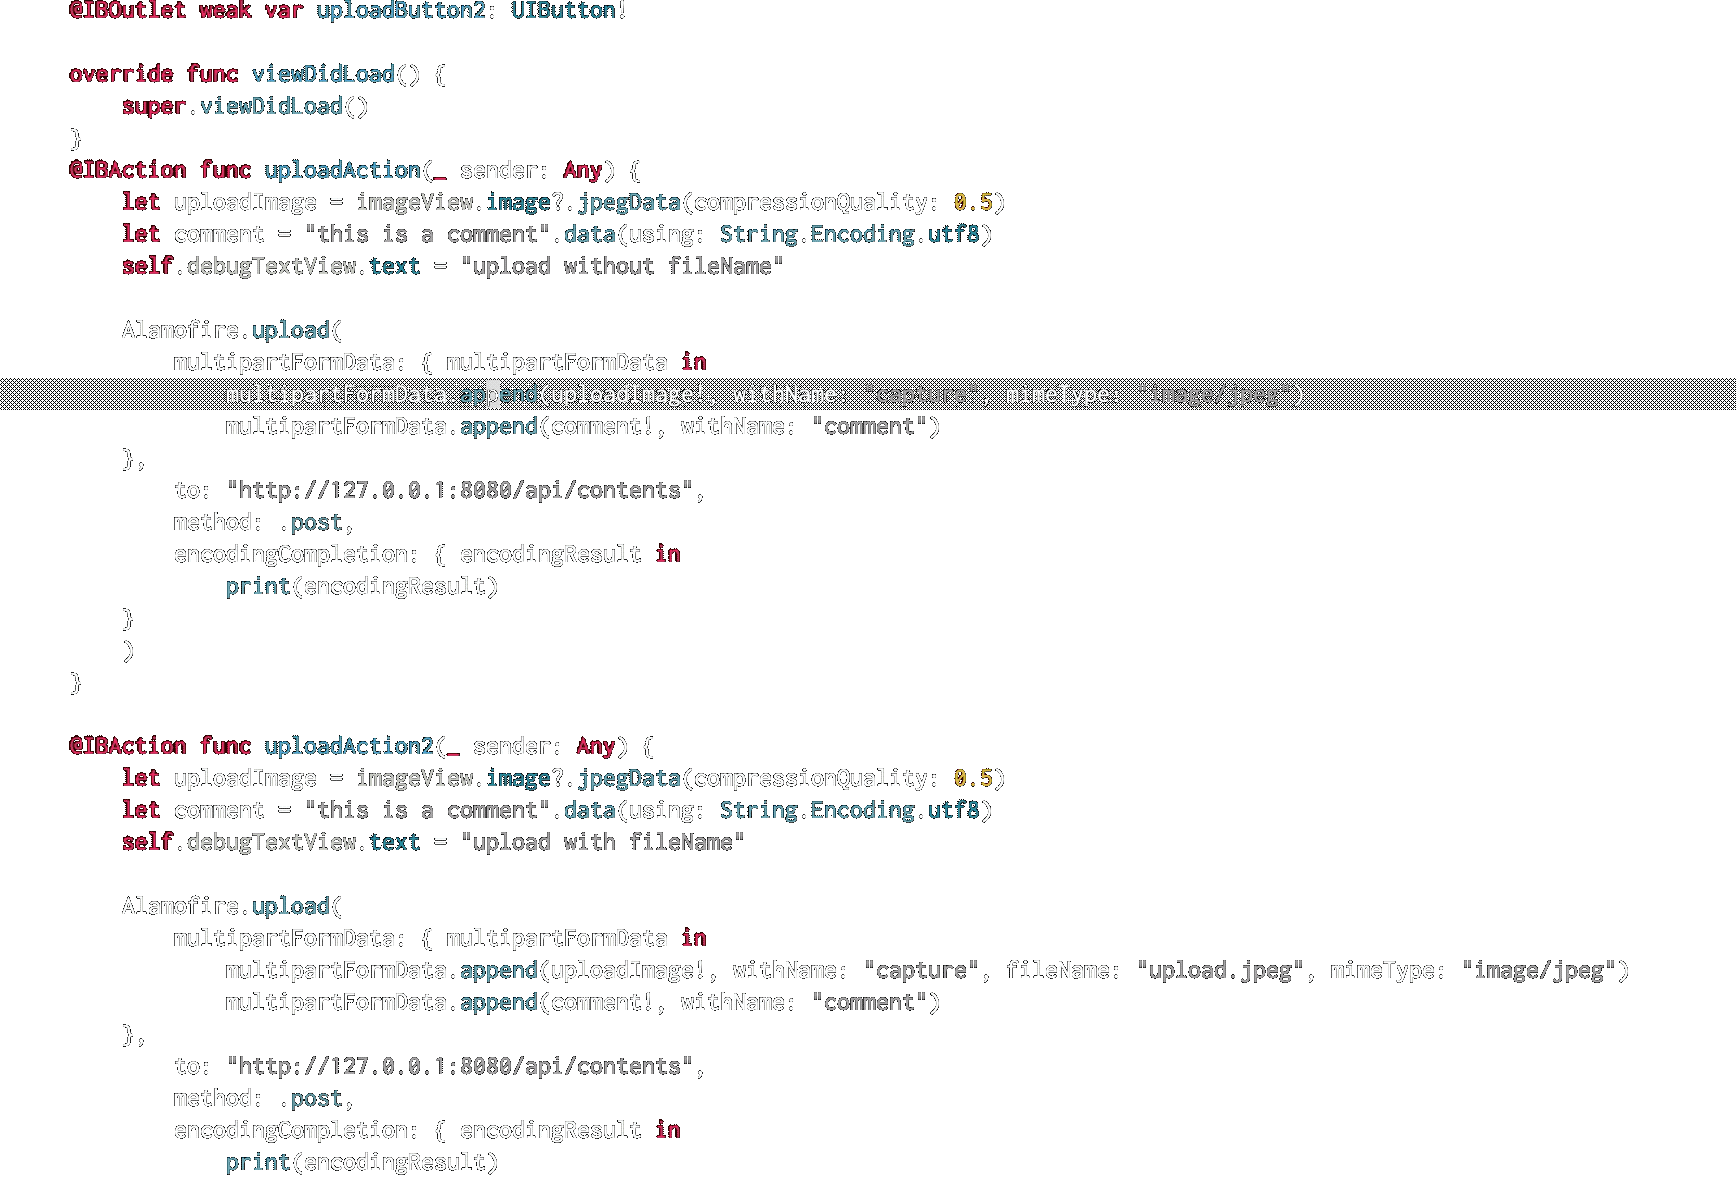 @IBOutlet weak var uploadButton2: UIButton!
override func viewDidLoad() {
super.viewDidLoad()
}
@IBAction func uploadAction(_ sender: Any) {
let uploadImage = imageView.image?.jpegData(compressionQuality: 0.5)
let comment = "this is a comment".data(using: String.Encoding.utf8)
self.debugTextView.text = "upload without fileName"
Alamofire.upload(
multipartFormData: { multipartFormData in
multipartFormData.append(uploadImage!, withName: "capture", mimeType: "image/jpeg")
multipartFormData.append(comment!, withName: "comment")
},
to: "http://127.0.0.1:8080/api/contents",
method: .post,
encodingCompletion: { encodingResult in
print(encodingResult)
}
)
}
@IBAction func uploadAction2(_ sender: Any) {
let uploadImage = imageView.image?.jpegData(compressionQuality: 0.5)
let comment = "this is a comment".data(using: String.Encoding.utf8)
self.debugTextView.text = "upload with fileName"
Alamofire.upload(
multipartFormData: { multipartFormData in
multipartFormData.append(uploadImage!, withName: "capture", fileName: "upload.jpeg", mimeType: "image/jpeg")
multipartFormData.append(comment!, withName: "comment")
},
to: "http://127.0.0.1:8080/api/contents",
method: .post,
encodingCompletion: { encodingResult in
print(encodingResult)